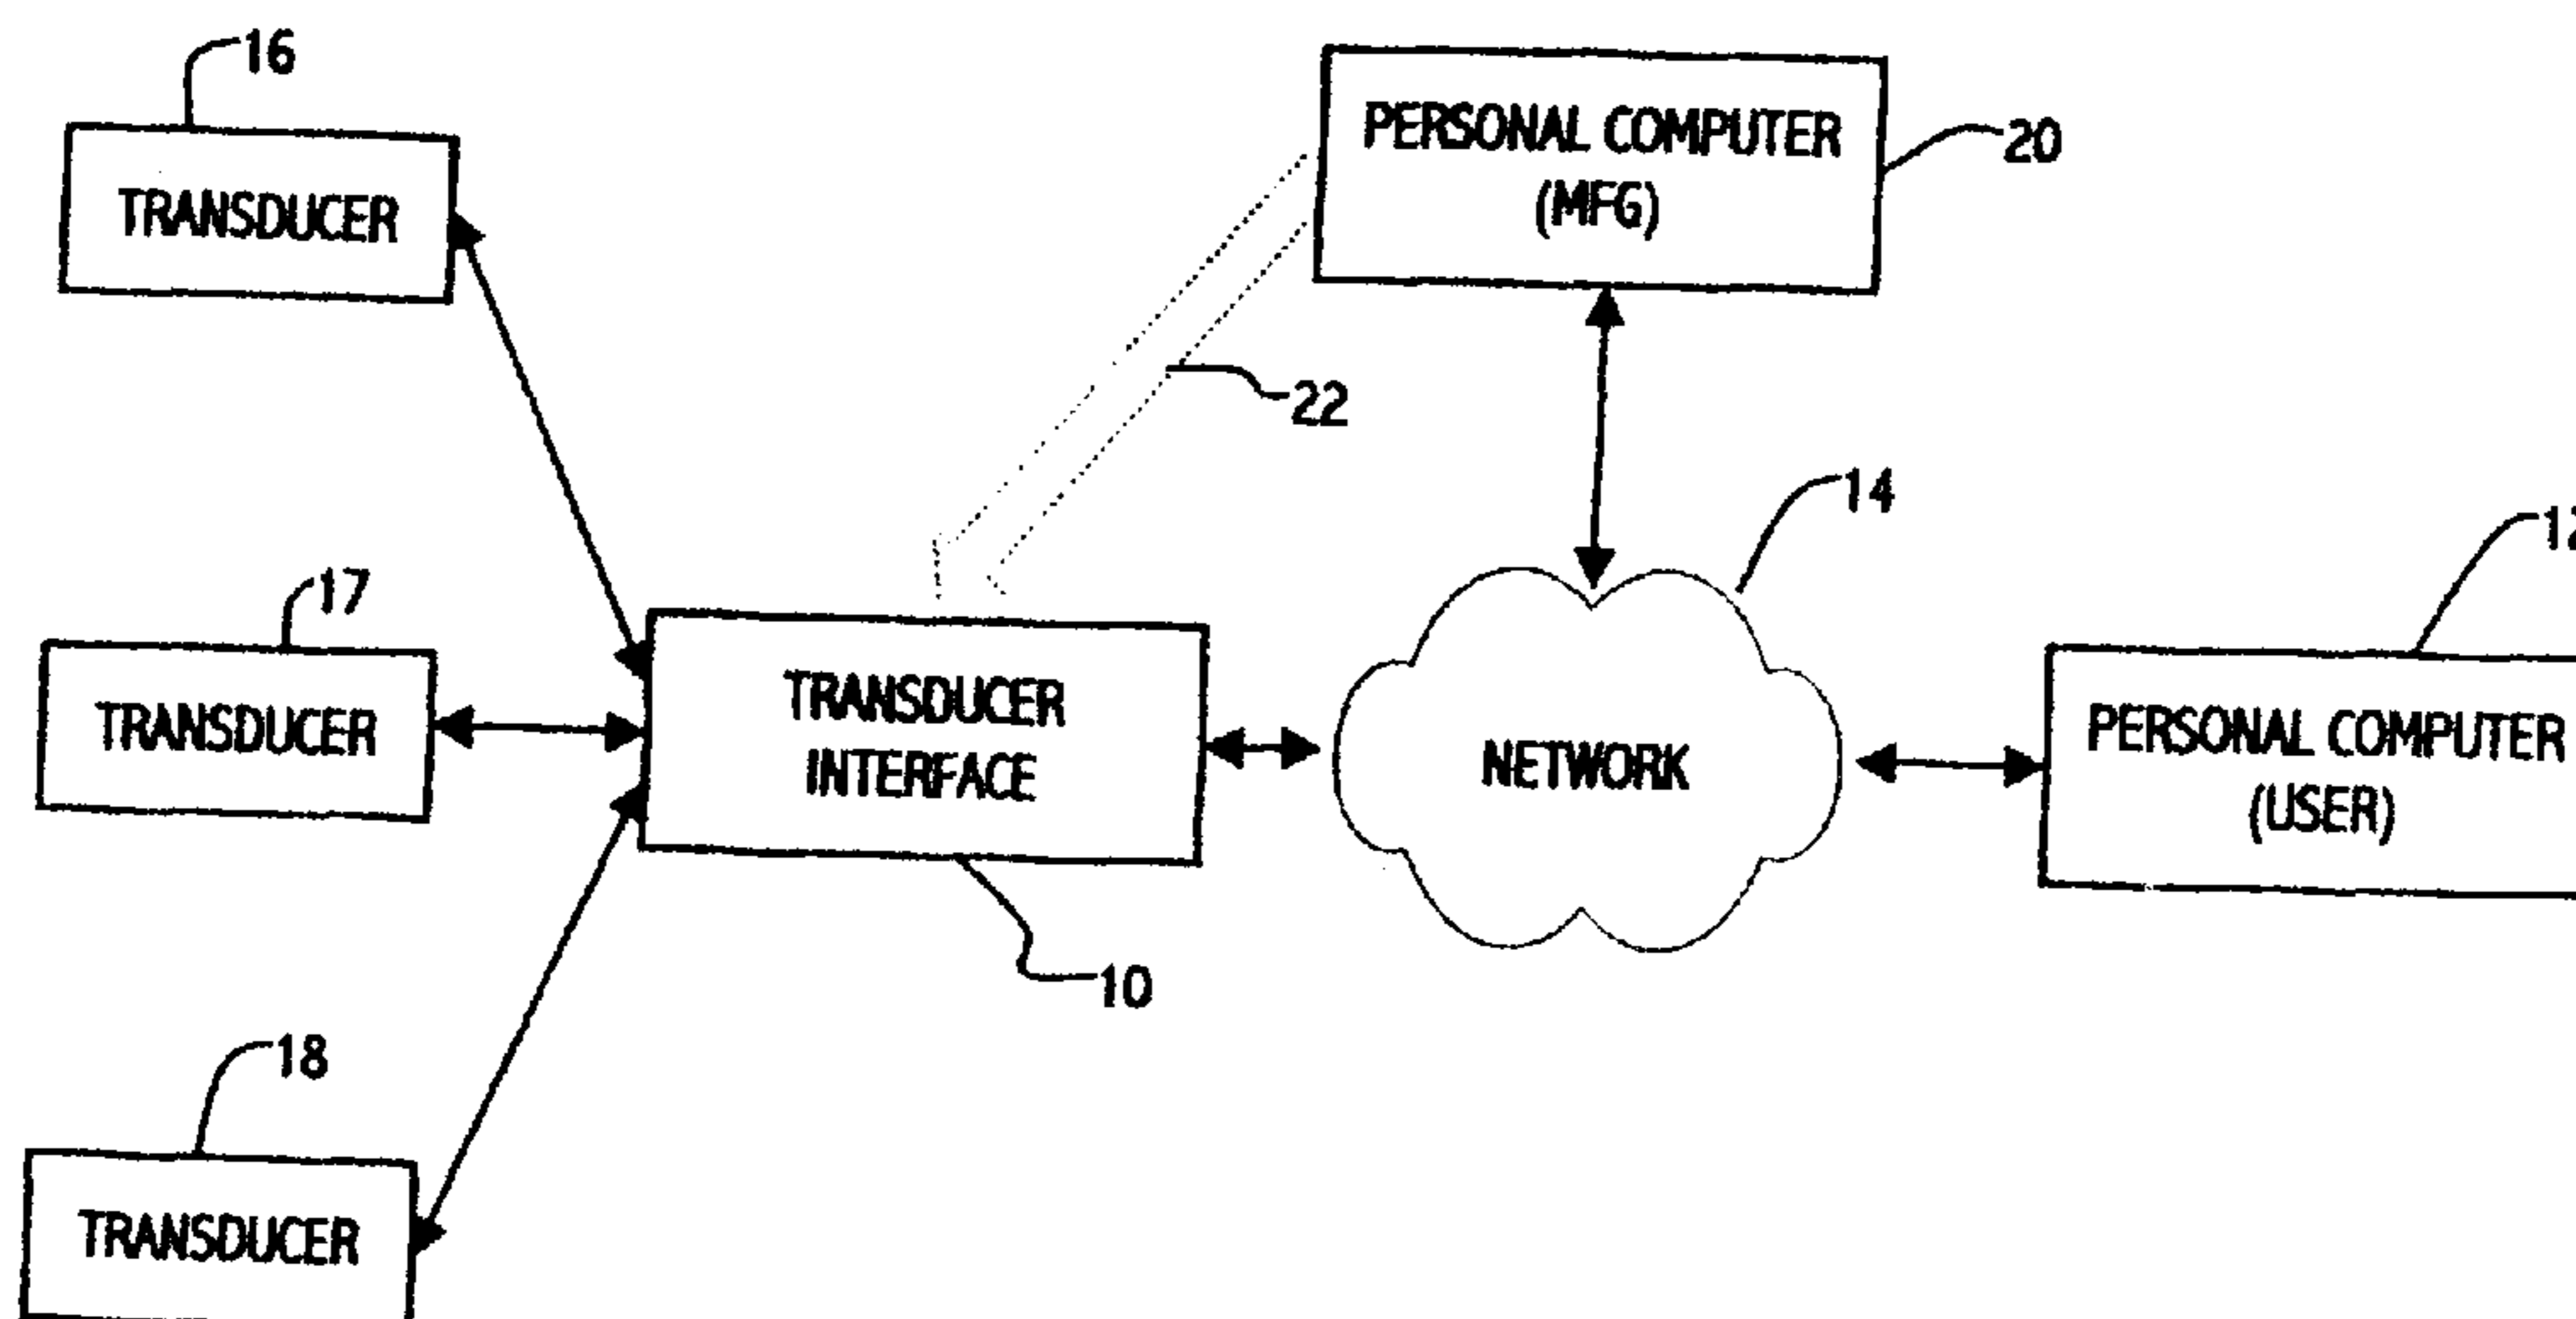 16
PERSONAL COMPUTER
(MFG)
20
TRANSDUCER
22
14
17
TRANSDUCER
INTERFACE
TRANSDUCER
NETWORK
PERSONAL COMPUTER
(USER)
10
18
TRANSDUCER